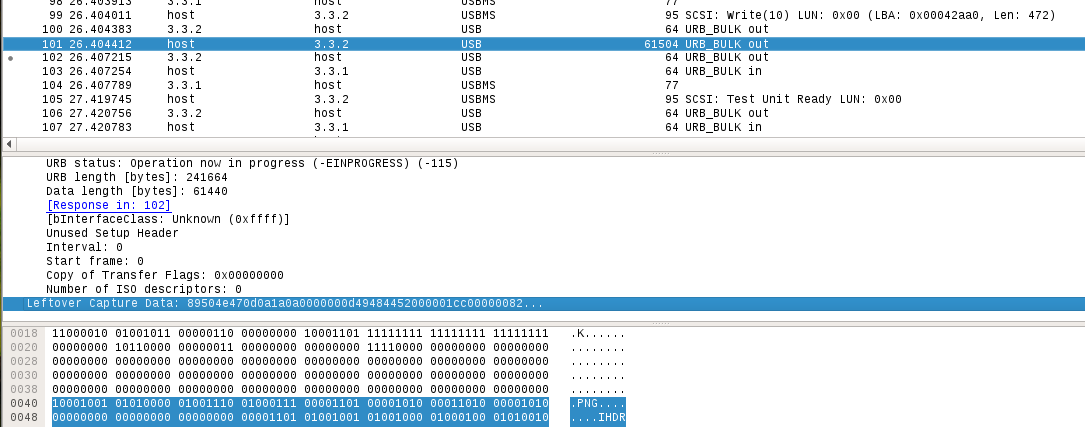 98 26.403913 3.3.1 host USBMS 77
99 26.404011 host 3.3.2 USBMS 95 SCSI: Write(10) LUN: 0x00 (LBA: 0x00042aa0, Len: 472)
100 26.404383 3.3.2 host USB 64 URB_BULK out
101 26.404412 host 3.3.2 USB 61504 URB_BULK out
102 26.407215 3.3.2 host USB 64 URB_BULK out
103 26.407254 host 3.3.1 USB 64 URB_BULK in
104 26.407789 3.3.1 host USBMS 77
105 27.419745 host 3.3.2 USBMS 95 SCSI: Test Unit Ready LUN: 0x00
106 27.420756 3.3.2 host USB 64 URB_BULK out
107 27.420783 host 3.3.1 USB 64 URB_BULK in
URB status: Operation now in progress (-EINPROGRESS) (-115)
URB length [bytes]: 241664
Data length [bytes]: 61440
[Response in: 102]
[bInterfaceClass: Unknown (0xffff)]
Unused Setup Header
Interval: 0
Start frame: 0
Copy of Transfer Flags: 0x00000000
Number of ISO descriptors: 0
Leftover Capture Data: 89504e470d0a1a0a0000000d49484452000001cc00000082...
0018 11000010 01001011 00000110 00000000 10001101 11111111 11111111 11111111 .K......
0020 00000000 10110000 00000011 00000000 00000000 11110000 00000000 00000000 ........
0028 00000000 00000000 00000000 00000000 00000000 00000000 00000000 00000000 ........
0030 00000000 00000000 00000000 00000000 00000000 00000000 00000000 00000000 ........
0038 00000000 00000000 00000000 00000000 00000000 00000000 00000000 00000000 ........
0040 10001001 01010000 01001110 01000111 00001101 00001010 00011010 00001010 .PNG....
0048 00000000 00000000 00000000 00001101 01001001 01001000 01000100 01010010 ....IHDR